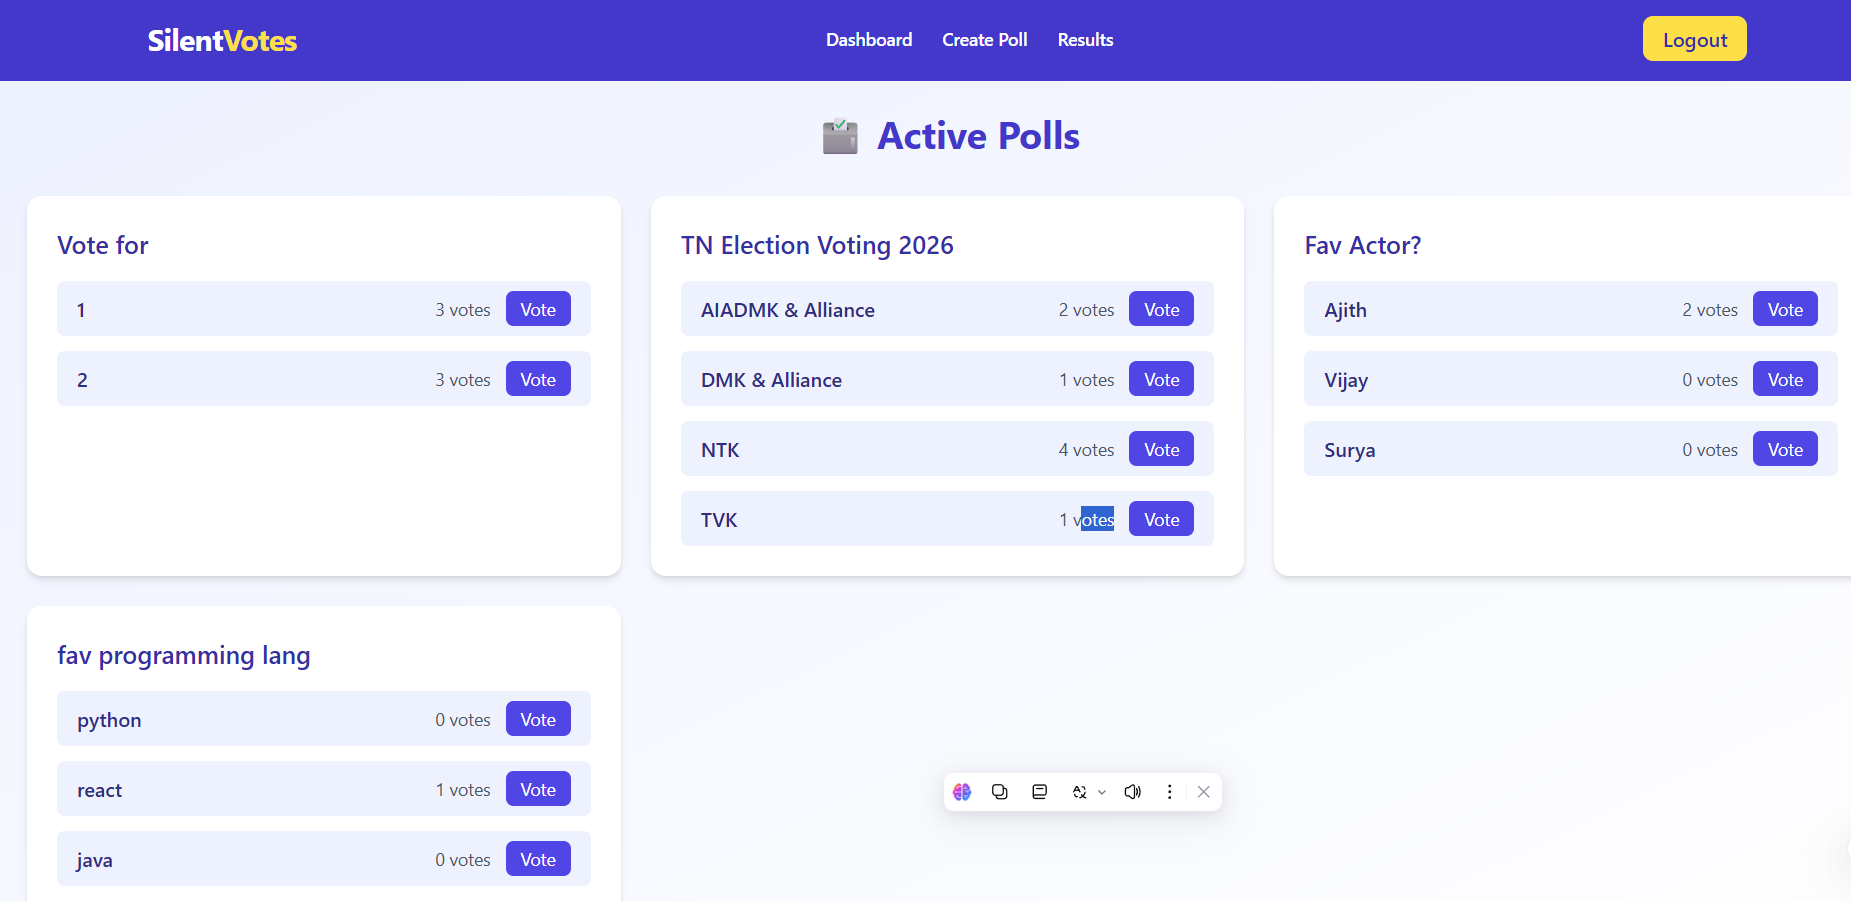 SilentVotes
Dashboard Create Poll Results
Logout
Active Polls
Vote for
1 3 votes Vote
2 3 votes Vote
TN Election Voting 2026
AIADMK & Alliance 2 votes Vote
DMK & Alliance 1 votes Vote
NTK 4 votes Vote
TVK 1 votes Vote
Fav Actor?
Ajith 2 votes Vote
Vijay 0 votes Vote
Surya 0 votes Vote
fav programming lang
python 0 votes Vote
react 1 votes Vote
java 0 votes Vote